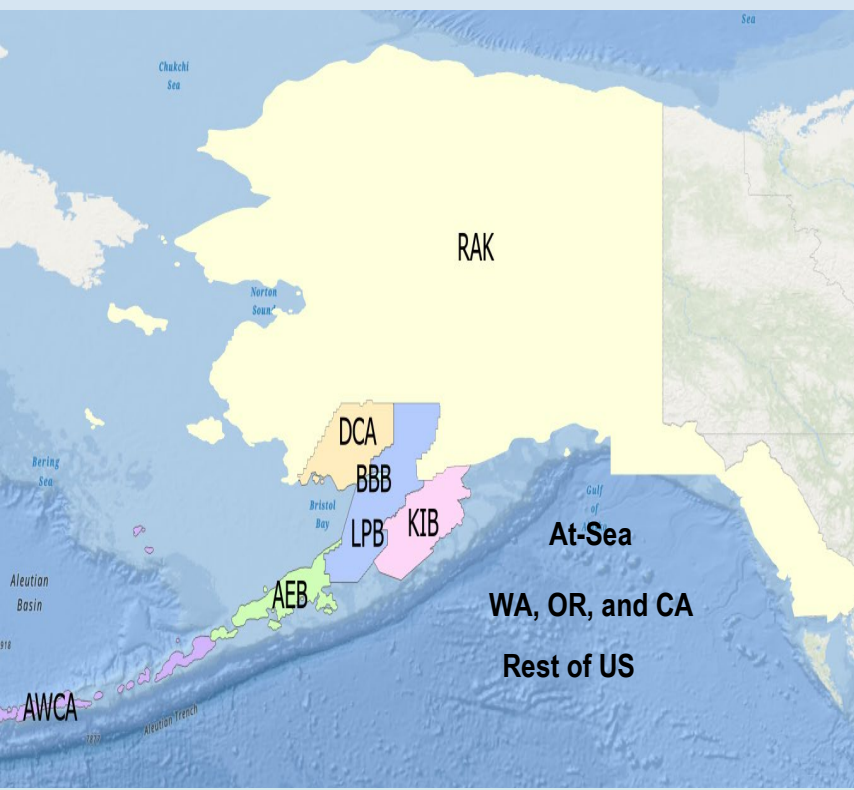 Sea
Chukchi
Sea
RAK
Norton
Sound
DCA
BBB
Bering
Sea
Bristol
Bay
Gulf
of
KIB
LPB
At-Sea
Aleutian
Basin
AEB
WA, OR, and CA
918
Rest of US
AWCA
Aleutian Trench